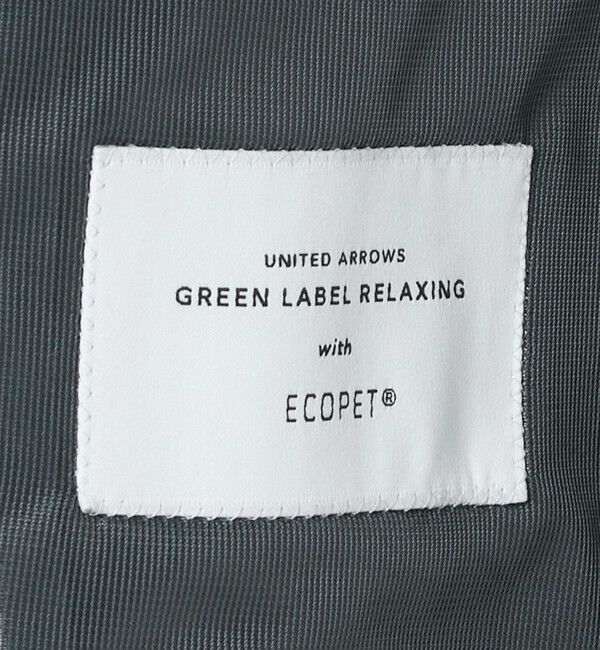 UNITED ARROWS
GREEN LABEL RELAXING
with
ECOPET®